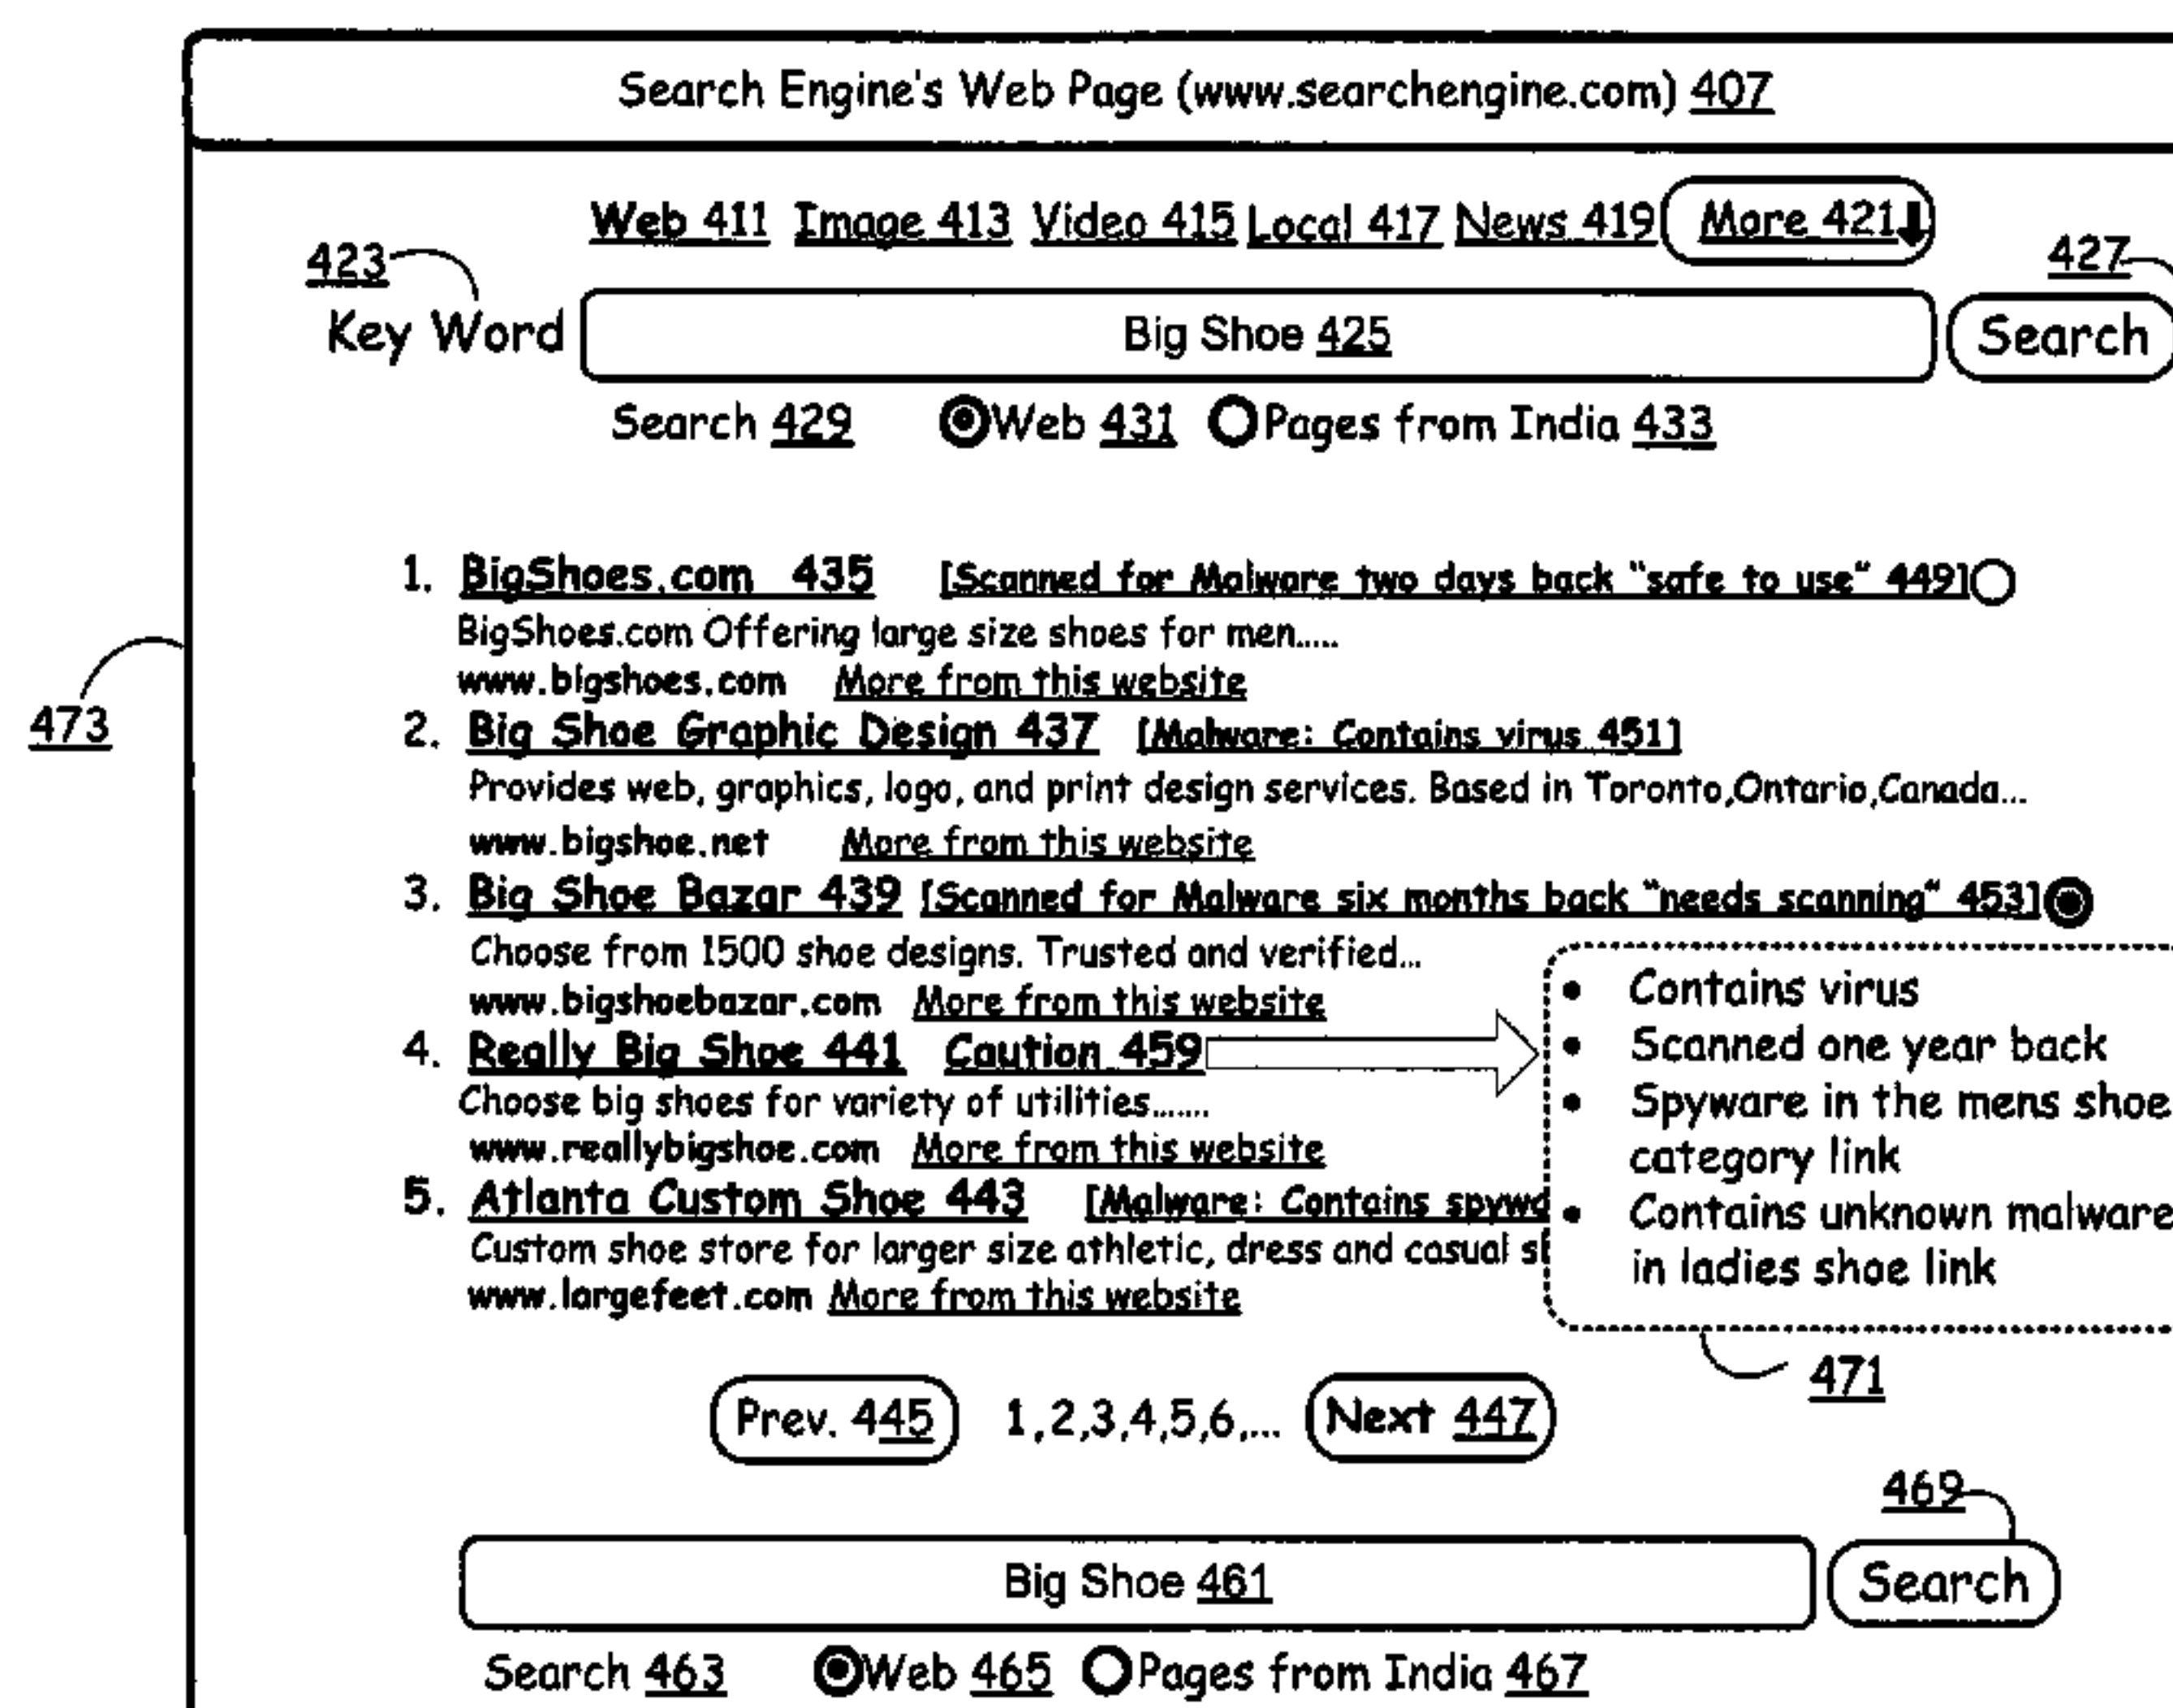 Search Engine's Web Page (www.searchengine.com) 407
Web 411 Image 413 Video 415 Local 417 News 419 More 421
423
427
Key Word Big Shoe 425 Search
Search 429 Web 431 Pages from India 433
1. BigShoes.com 435 [Scanned for Malware two days back "safe to use" 449]
BigShoes.com Offering large size shoes for men.....
www.bigshoes.com More from this website
473
2. Big Shoe Graphic Design 437 [Malware: Contains virus 451]
Provides web, graphics, logo, and print design services. Based in Toronto,Ontario,Canada...
www.bigshoe.net More from this website
3. Big Shoe Bazar 439 [Scanned for Malware six months back "needs scanning" 453]
Choose from 1500 shoe designs. Trusted and verified...
www.bigshoebazar.com More from this website
4. Really Big Shoe 441 Caution 459
Choose big shoes for variety of utilities.......
www.reallybigshoe.com More from this website
5. Atlanta Custom Shoe 443 [Malware: Contains spywa
Custom shoe store for larger size athletic, dress and casual
www.largefeet.com More from this website
• Contains virus
• Scanned one year back
• Spyware in the mens shoe
category link
• Contains unknown malware
in ladies shoe link
471
Prev. 445 1,2,3,4,5,6,... Next 447
469
Big Shoe 461 Search
Search 463 Web 465 Pages from India 467